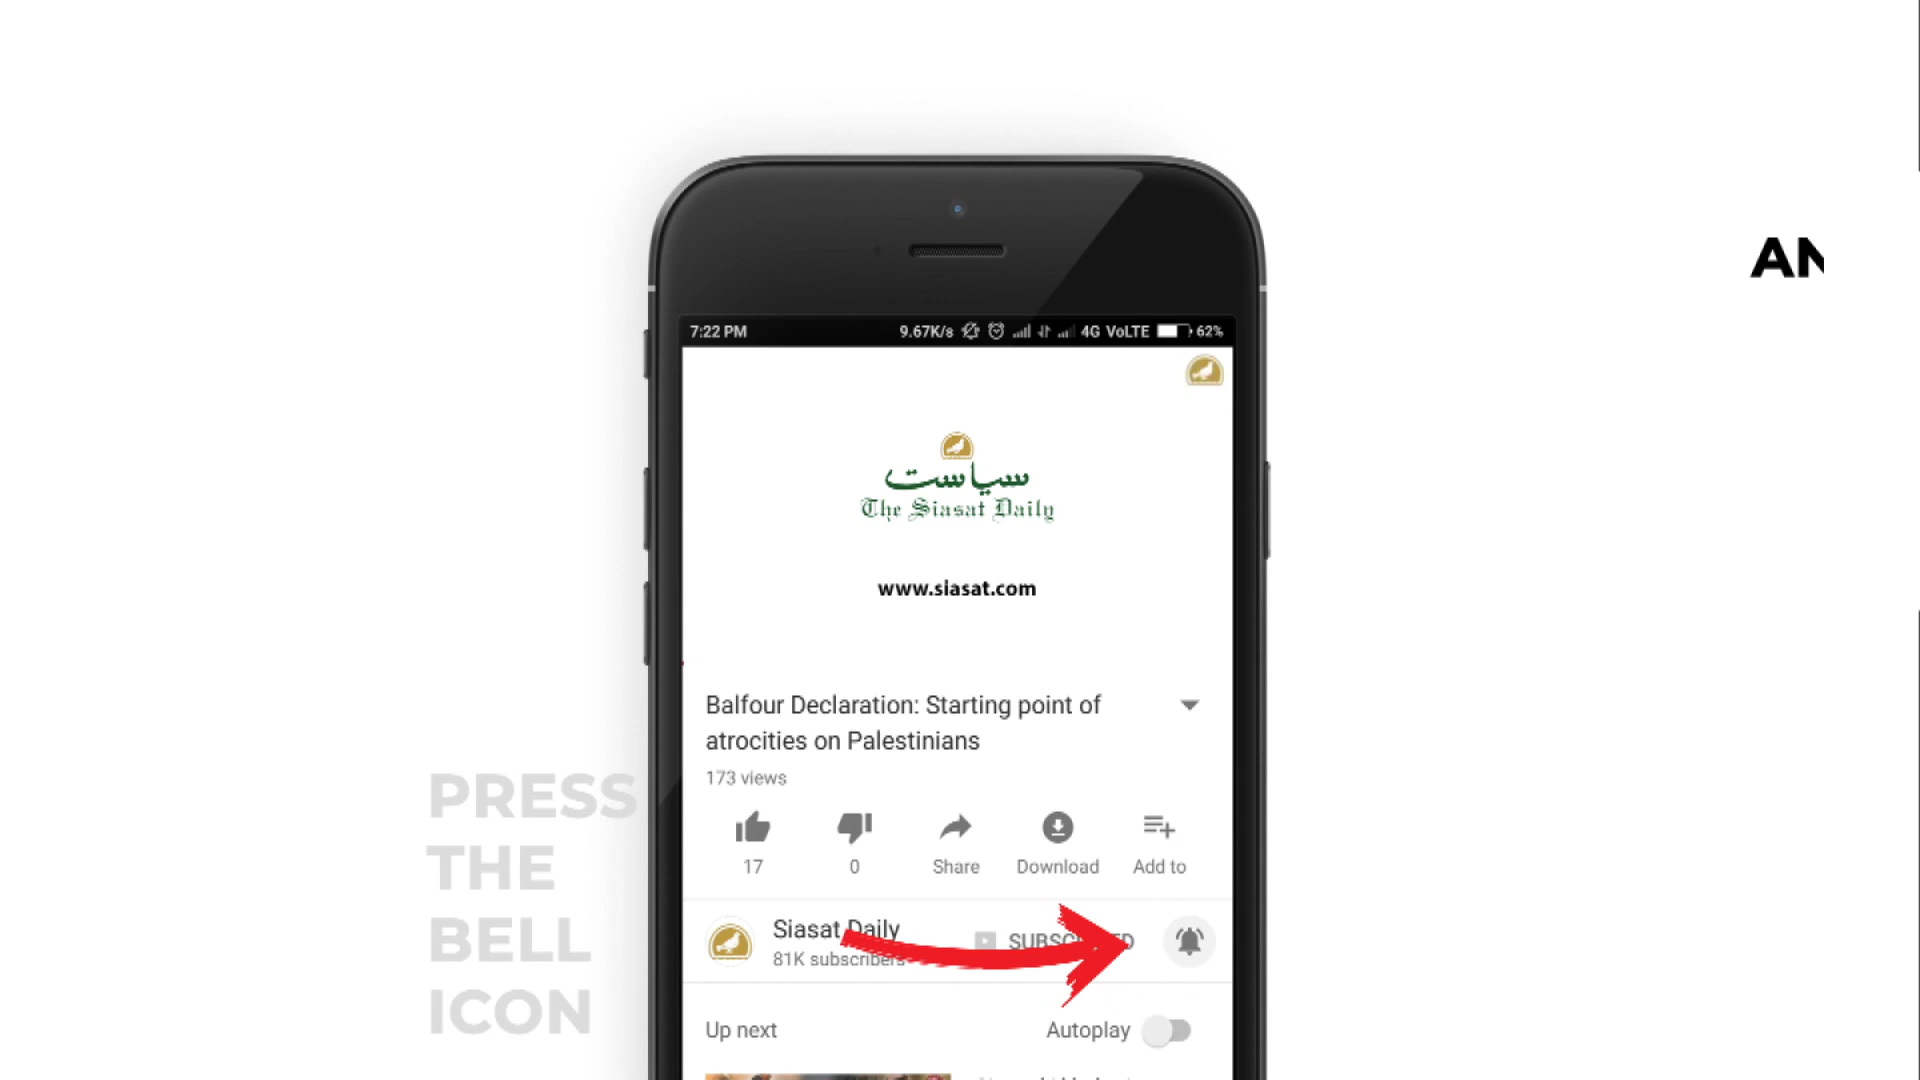 AN
7:22 PM 9.67K/s 4G VoLTE 62%
سیاست
The Siasat Daily
www.siasat.com
Balfour Declaration: Starting point of
atrocities on Palestinians
173 views
17 0 Share Download Add to
Siasat Daily
SUBSCRIBED
81K subscribers
Up next Autoplay
PRESS
THE
BELL
ICON